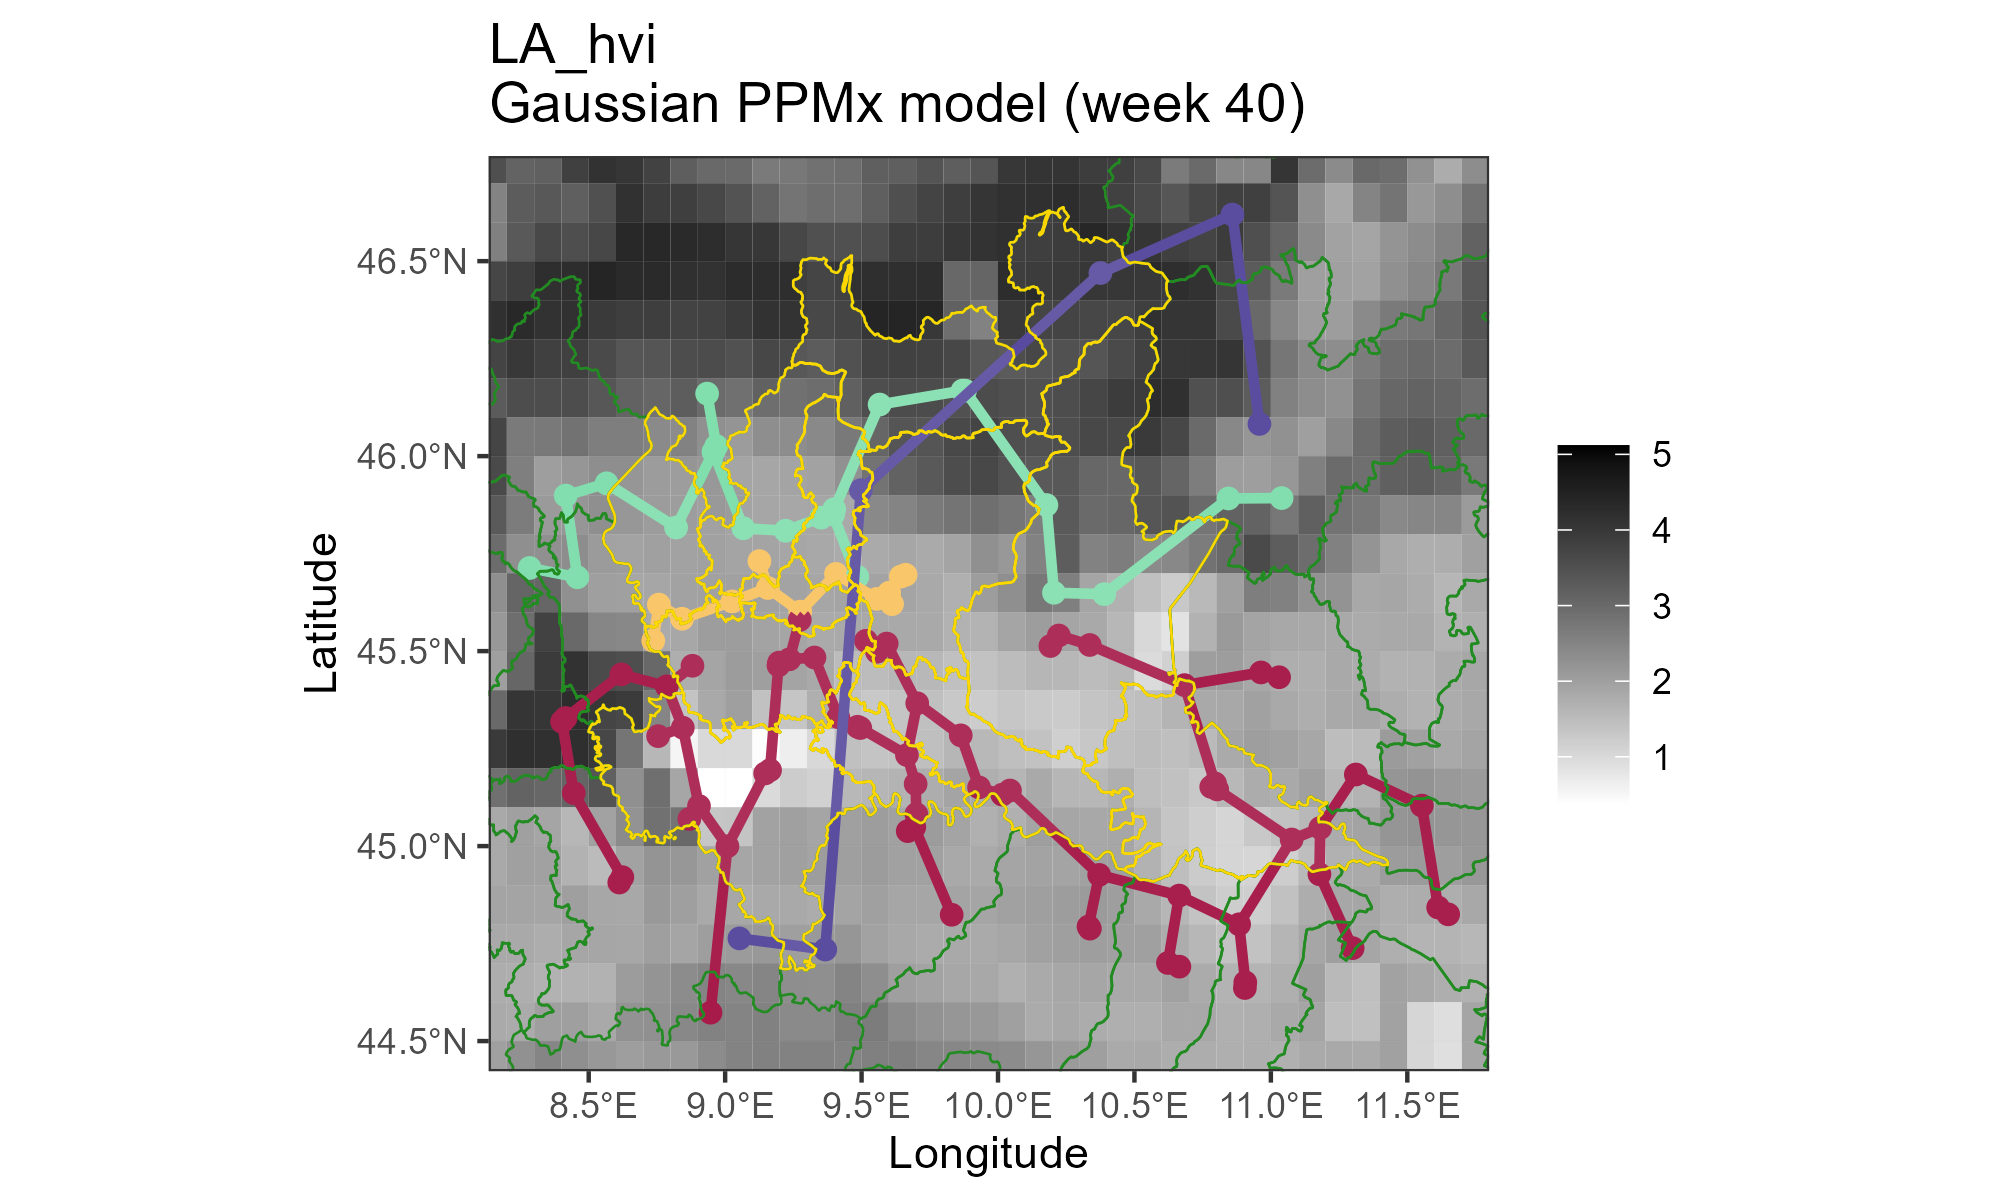 LA_hvi
Gaussian PPMx model (week 40)
46.5°N
46.0°N
45.5°N
45.0°N
44.5°N
Latitude
8.5°E 9.0°E 9.5°E 10.0°E 10.5°E 11.0°E 11.5°E
Longitude
5
4
3
2
1